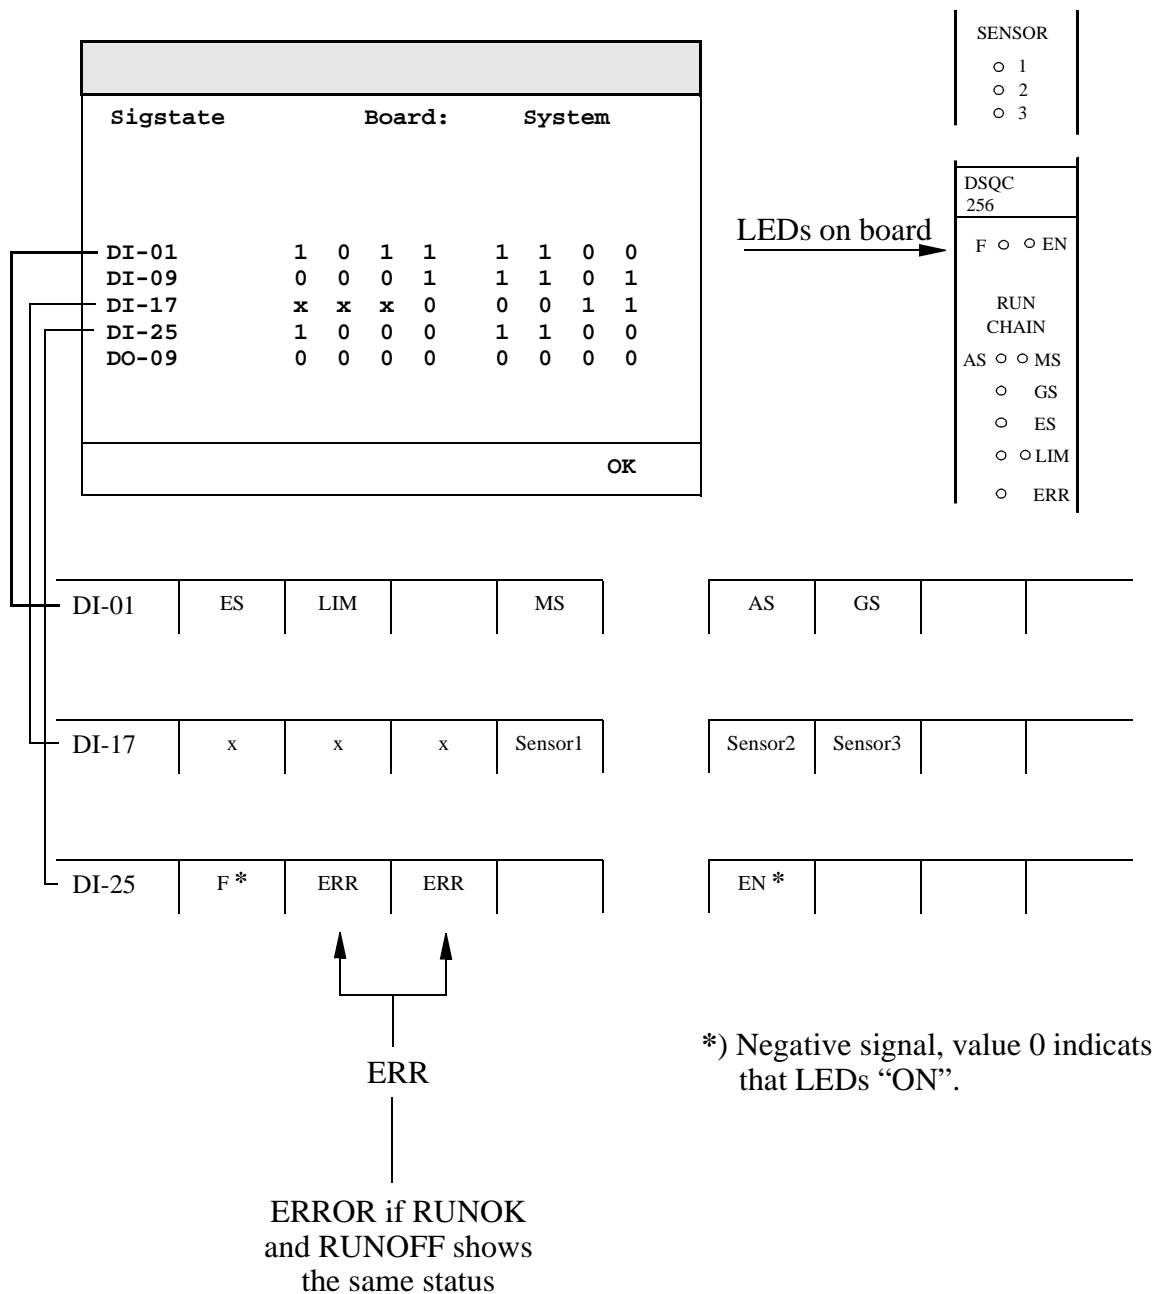 Sigstate Board: System
DI-01 1 0 1 1 1 1 0 0
DI-09 0 0 0 1 1 1 0 1
DI-17 x x x 0 0 0 1 1
DI-25 1 0 0 0 1 1 0 0
DO-09 0 0 0 0 0 0 0 0
OK
LEDs on board
SENSOR
1
2
3
DSQC
256
F EN
RUN
CHAIN
AS MS
GS
ES
LIM
ERR
DI-01 ES LIM MS AS GS
DI-17 x x x Sensor1 Sensor2 Sensor3
DI-25 F * ERR ERR EN *
ERR
ERROR if RUNOK
and RUNOFF shows
the same status
*) Negative signal, value 0 indicats
that LEDs “ON”.